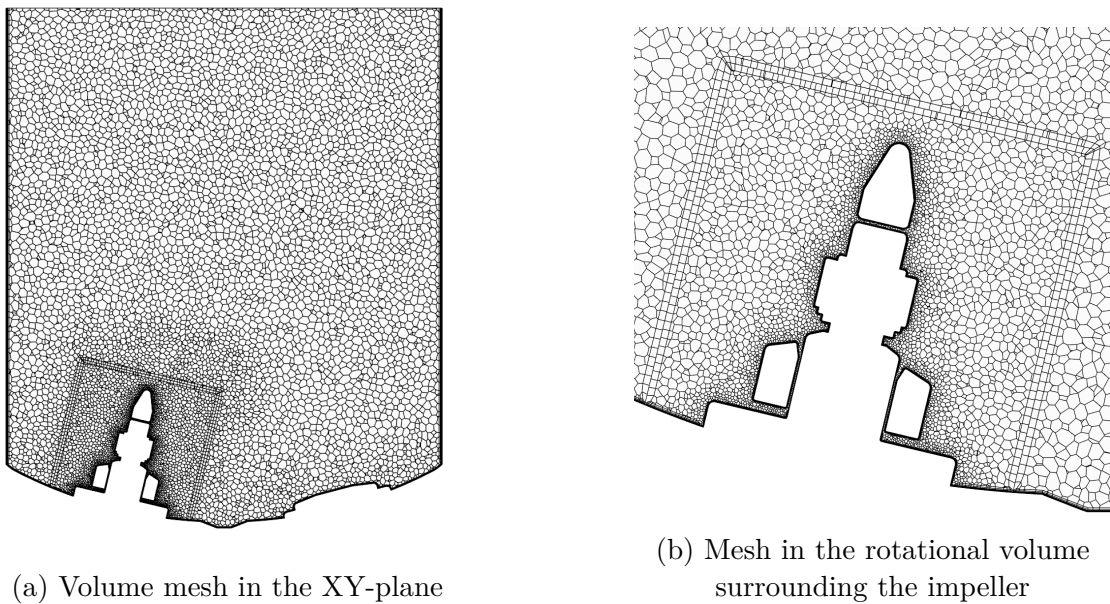 (a) Volume mesh in the XY-plane
(b) Mesh in the rotational volume
surrounding the impeller